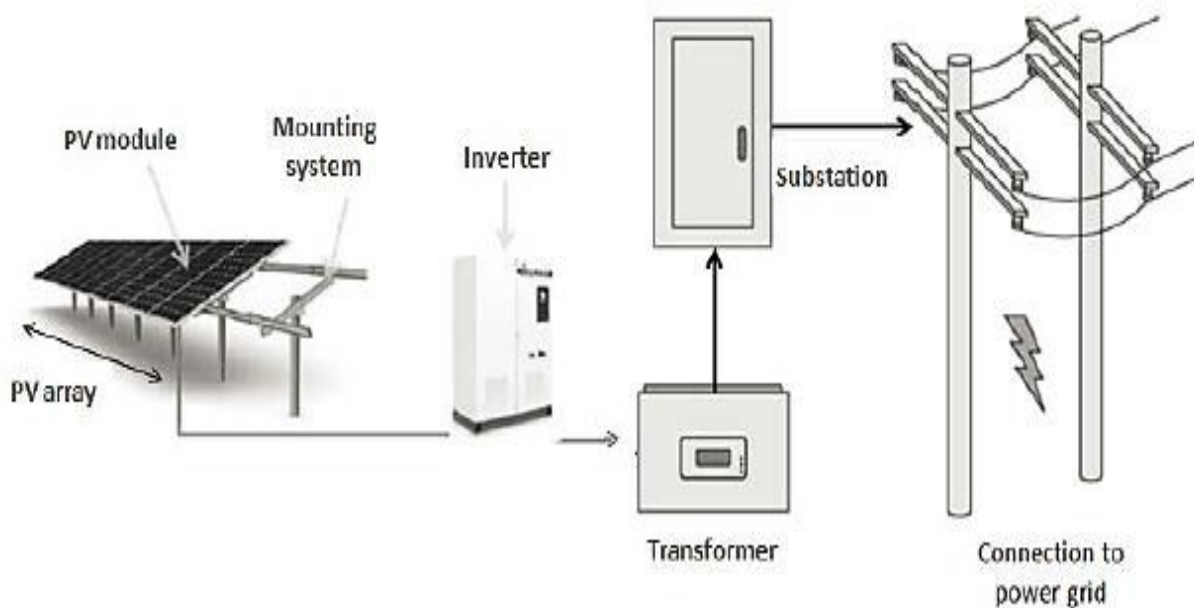 PV module
Mounting
system
Inverter
Substation
PV array
Transformer
Connection to
power grid